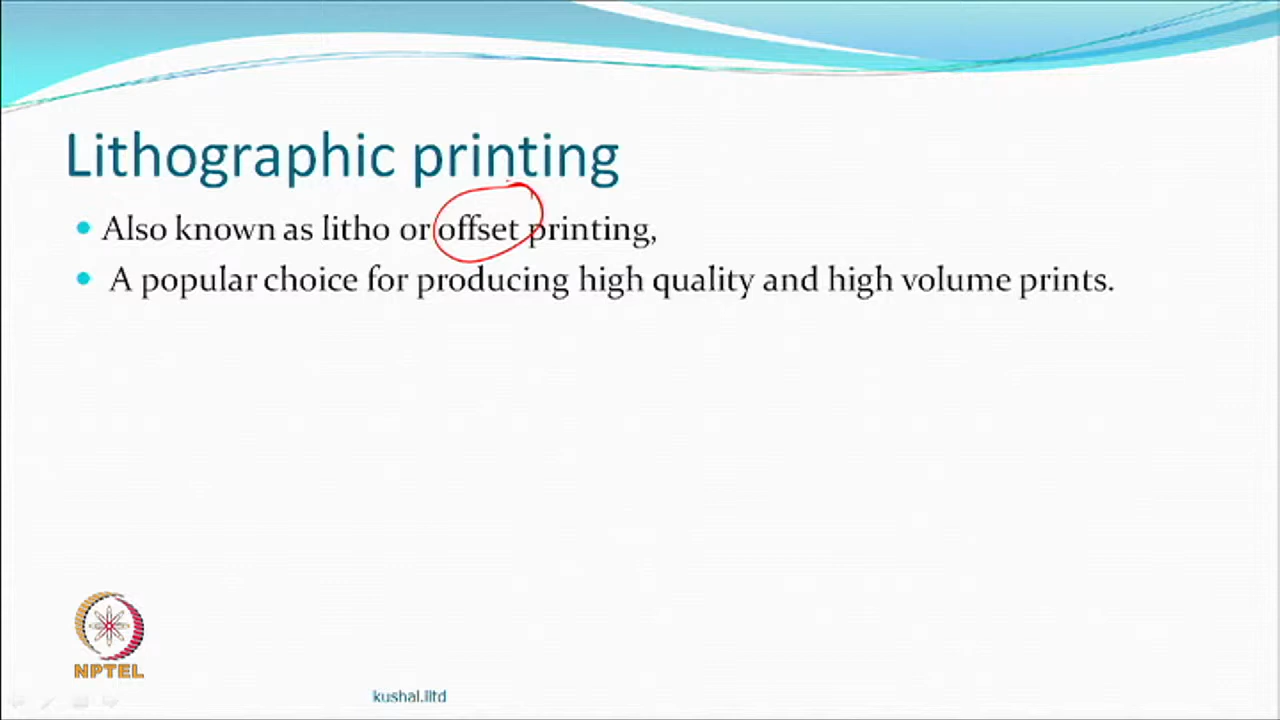 Lithographic printing
Also known as litho or offset printing,
A popular choice for producing high quality and high volume prints.
NPTEL
kushal.iitd